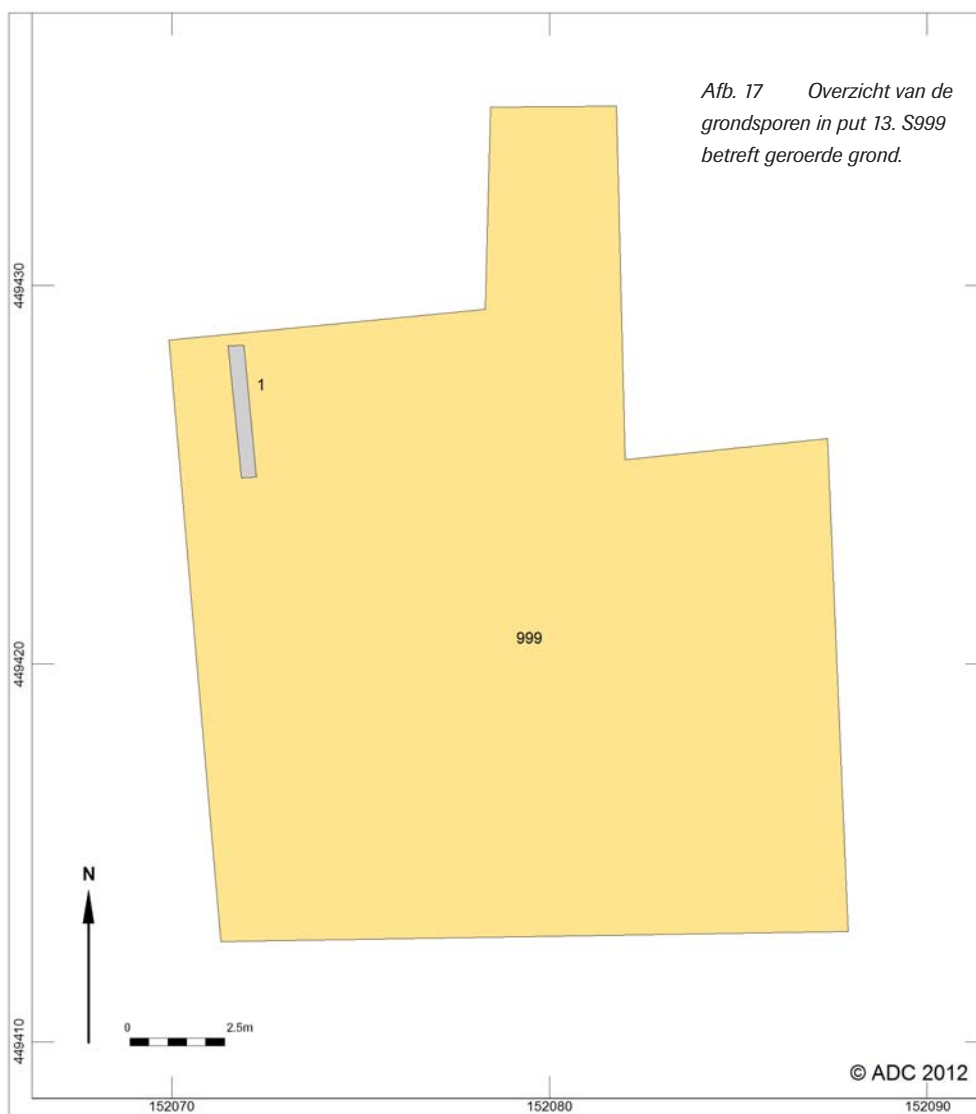 Afb. 17 Overzicht van de
grondsporen in put 13. S999
betreft geroerde grond.
449430
1
999
449420
N
0 2.5m
449410
© ADC 2012
152070 152080 152090